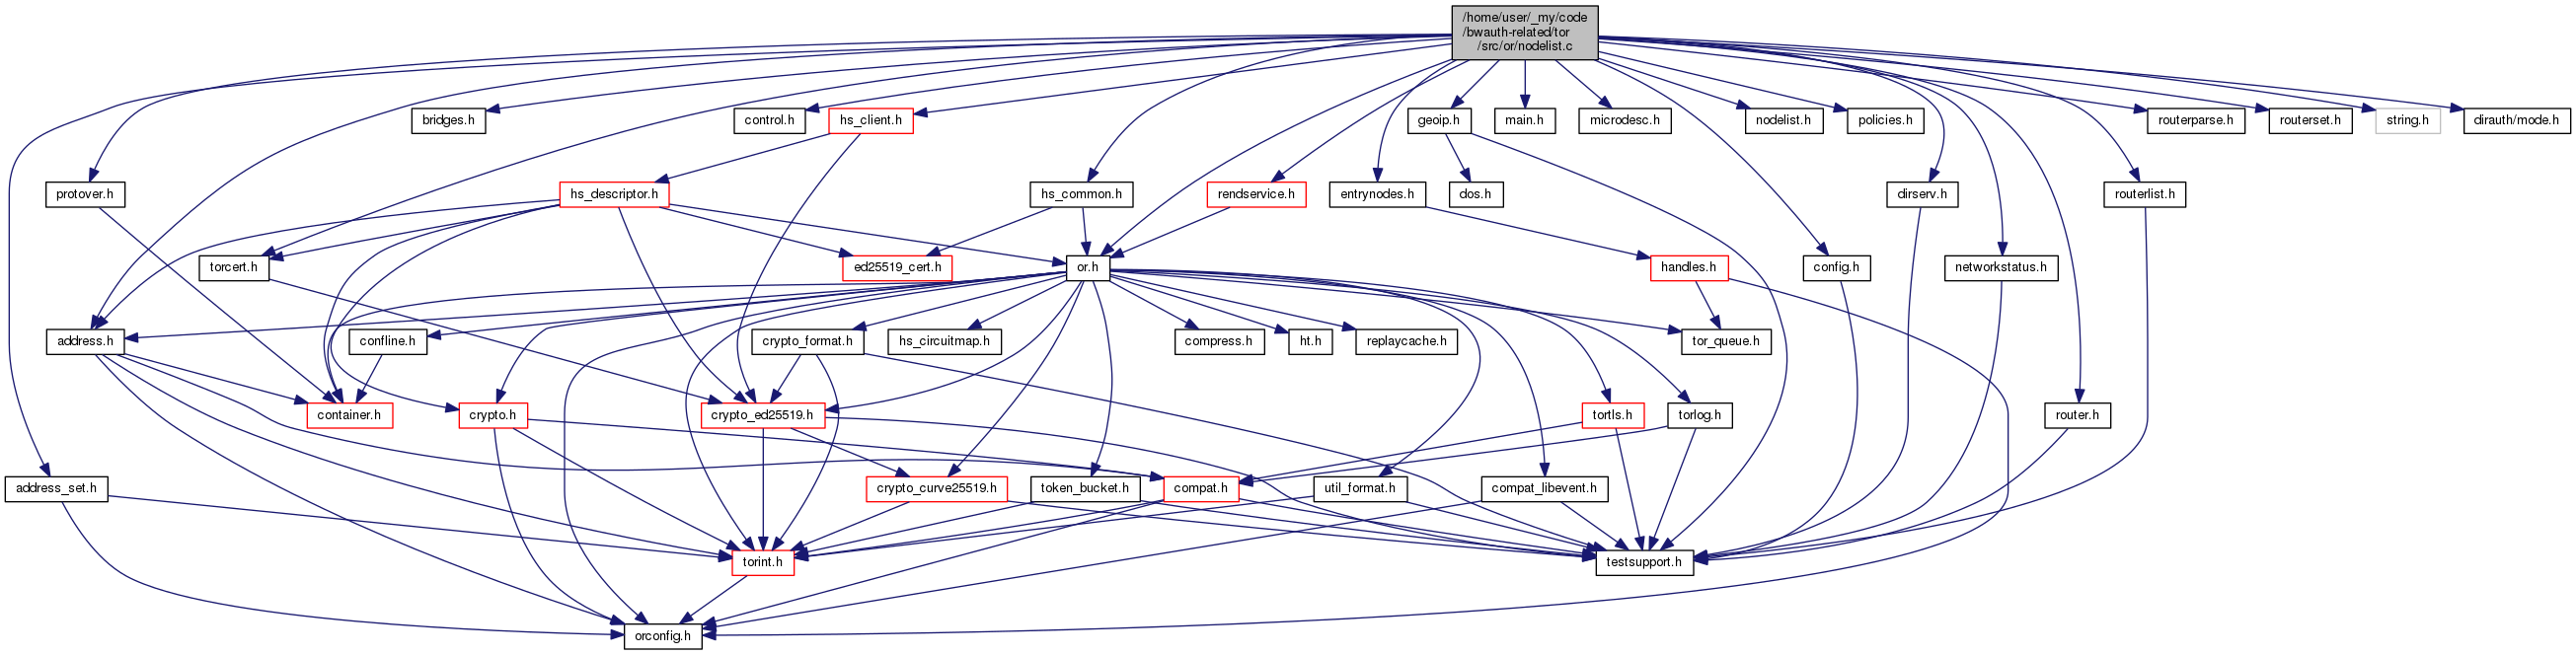 /home/user/_my/code
/bwauth-related/tor
/src/or/nodelist.c
bridges.h
control.h
hs_client.h
geoip.h
main.h
microdesc.h
nodelist.h
policies.h
routerparse.h
routerset.h
string.h
dirauth/mode.h
protover.h
hs_descriptor.h
hs_common.h
rendservice.h
entrynodes.h
dos.h
dirserv.h
routerlist.h
torcert.h
ed25519_cert.h
or.h
handles.h
config.h
networkstatus.h
address.h
confline.h
crypto_format.h
hs_circuitmap.h
compress.h
ht.h
replaycache.h
tor_queue.h
container.h
crypto.h
crypto_ed25519.h
tortls.h
torlog.h
router.h
address_set.h
crypto_curve25519.h
token_bucket.h
compat.h
util_format.h
compat_libevent.h
torint.h
testsupport.h
orconfig.h